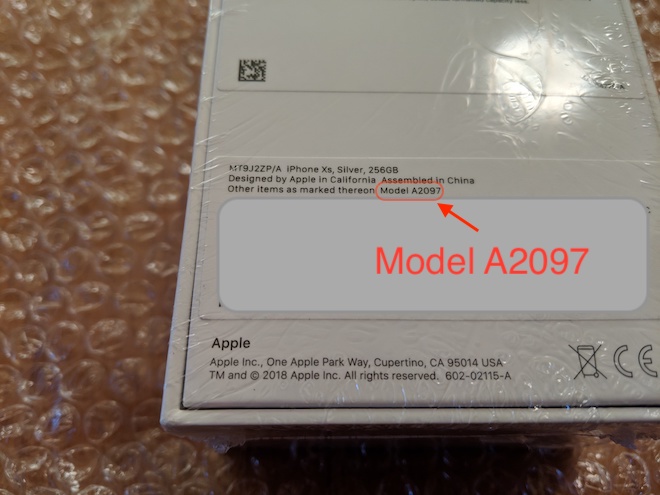 MT9J2ZP/A iPhone Xs, Silver, 256GB
Designed by Apple in California Assembled in China
Other items as marked thereon Model A2097
Model A2097
Apple
Apple Inc., One Apple Park Way, Cupertino, CA 95014 USA
TM and © 2018 Apple Inc. All rights reserved. 602-02115-A
CE